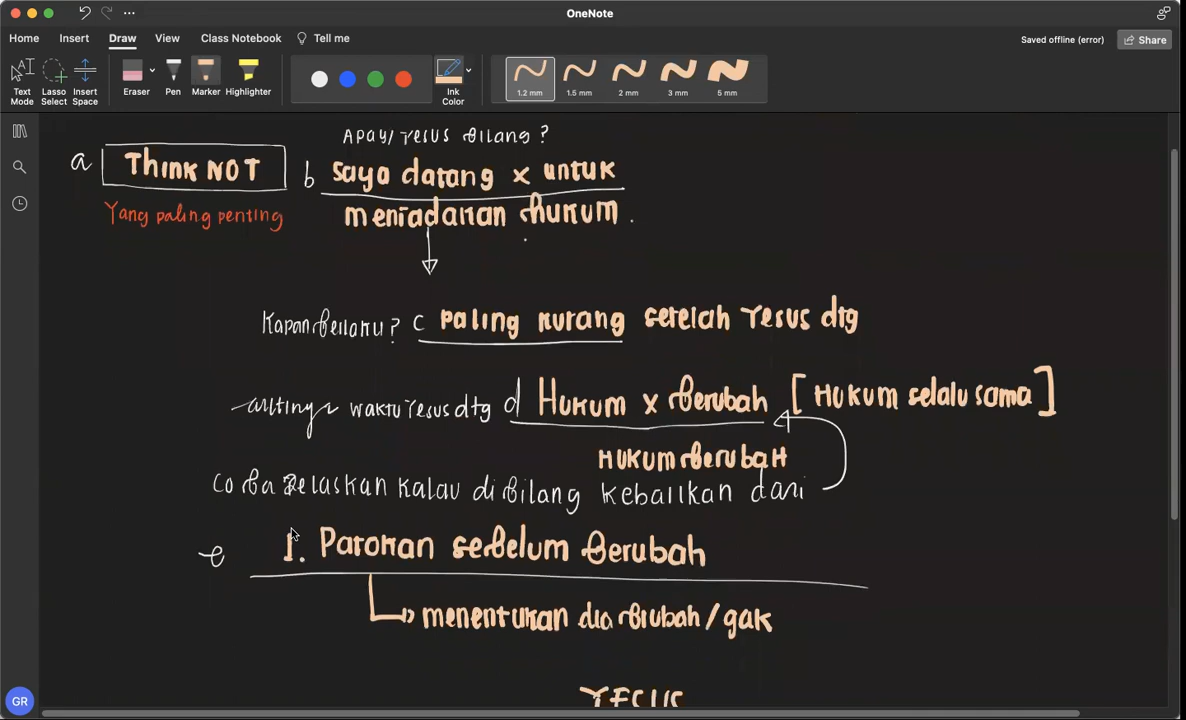 OneNote
Home Insert Draw View Class Notebook Tell me
Saved offline (error) Share
Text Mode
Lasso Select
Insert Space
Eraser
Pen
Marker
Highlighter
Ink Color
1.2 mm
1.5 mm
2 mm
3 mm
5 mm
Yesus bilang ?
a Think NOT b saya datang x untuk
Yang paling penting meniadakan hukum .
Kapan berlaku ? c paling kurang setelah Yesus dtg
artinya waktu Yesus dtg d Hukum x berubah [ Hukum selalu sama ]
Hukum berubah
coba jelaskan kalau dibilang kebalikan dari
e 1. Patokan sebelum berubah
menentukan dia brubah / gak
YESUS
GR